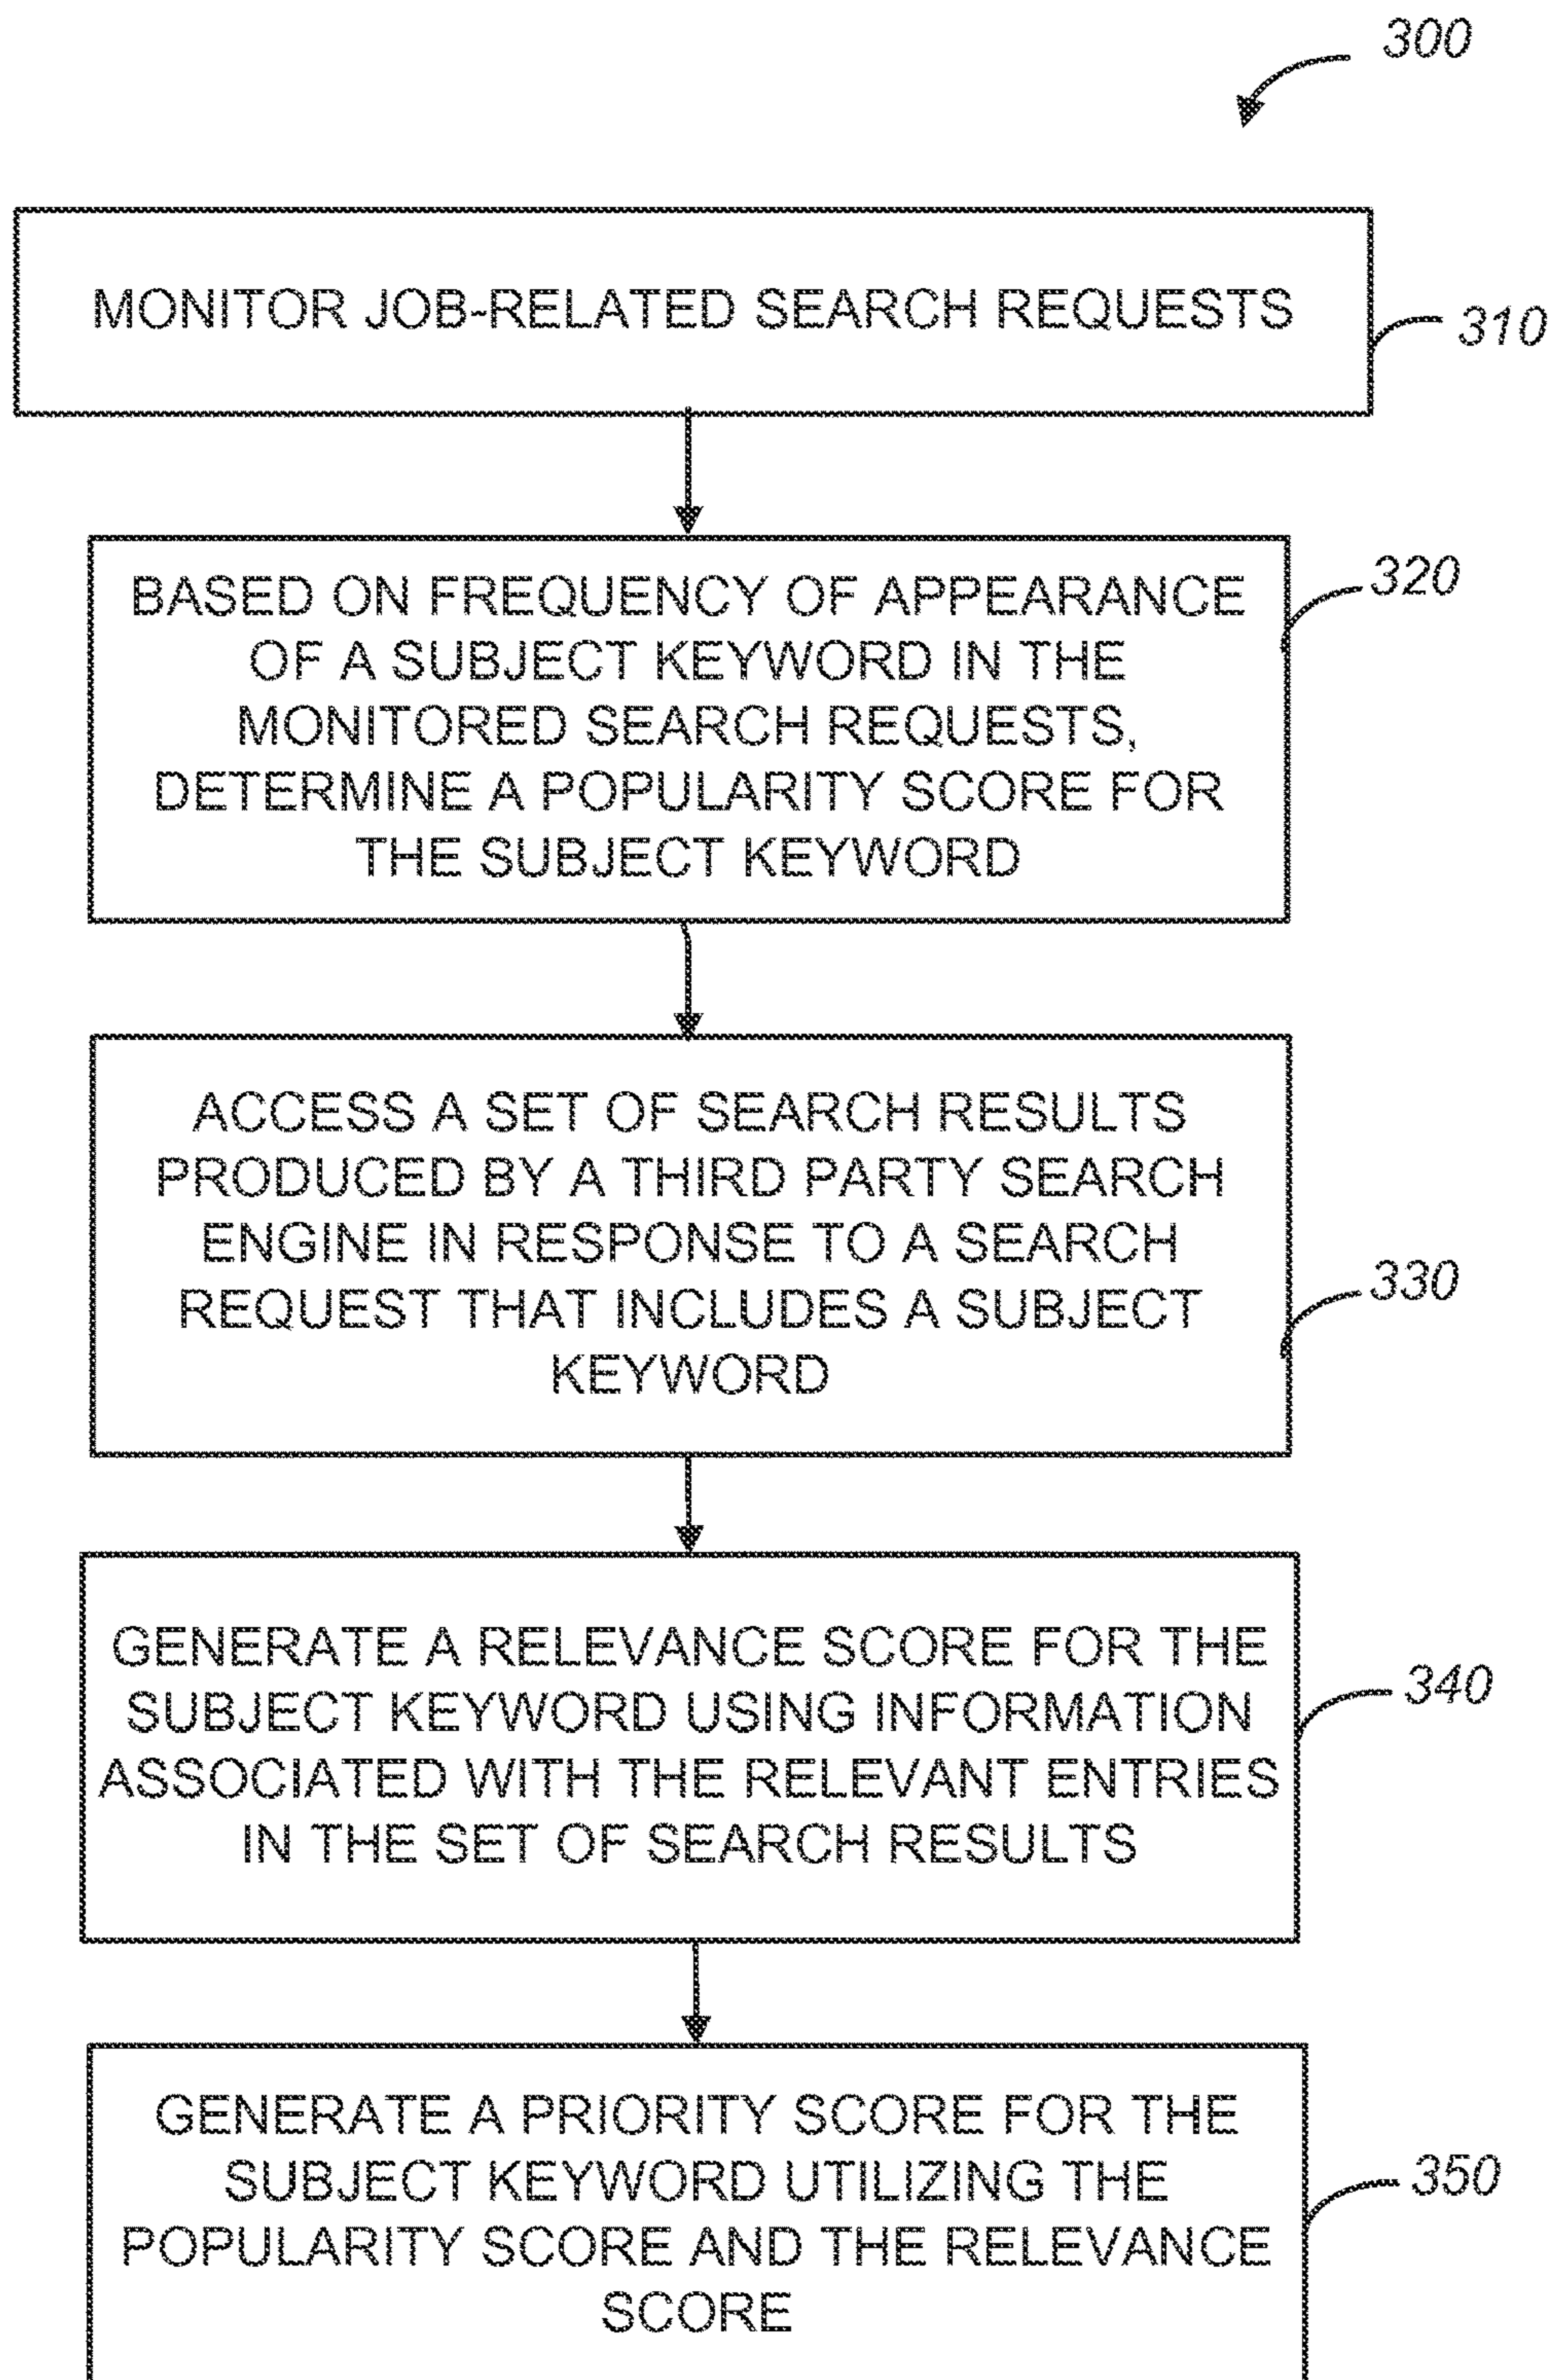 300
MONITOR JOB-RELATED SEARCH REQUESTS
310
BASED ON FREQUENCY OF APPEARANCE
OF A SUBJECT KEYWORD IN THE
MONITORED SEARCH REQUESTS,
DETERMINE A POPULARITY SCORE FOR
THE SUBJECT KEYWORD
320
ACCESS A SET OF SEARCH RESULTS
PRODUCED BY A THIRD PARTY SEARCH
ENGINE IN RESPONSE TO A SEARCH
REQUEST THAT INCLUDES A SUBJECT
KEYWORD
330
GENERATE A RELEVANCE SCORE FOR THE
SUBJECT KEYWORD USING INFORMATION
ASSOCIATED WITH THE RELEVANT ENTRIES
IN THE SET OF SEARCH RESULTS
340
GENERATE A PRIORITY SCORE FOR THE
SUBJECT KEYWORD UTILIZING THE
POPULARITY SCORE AND THE RELEVANCE
SCORE
350